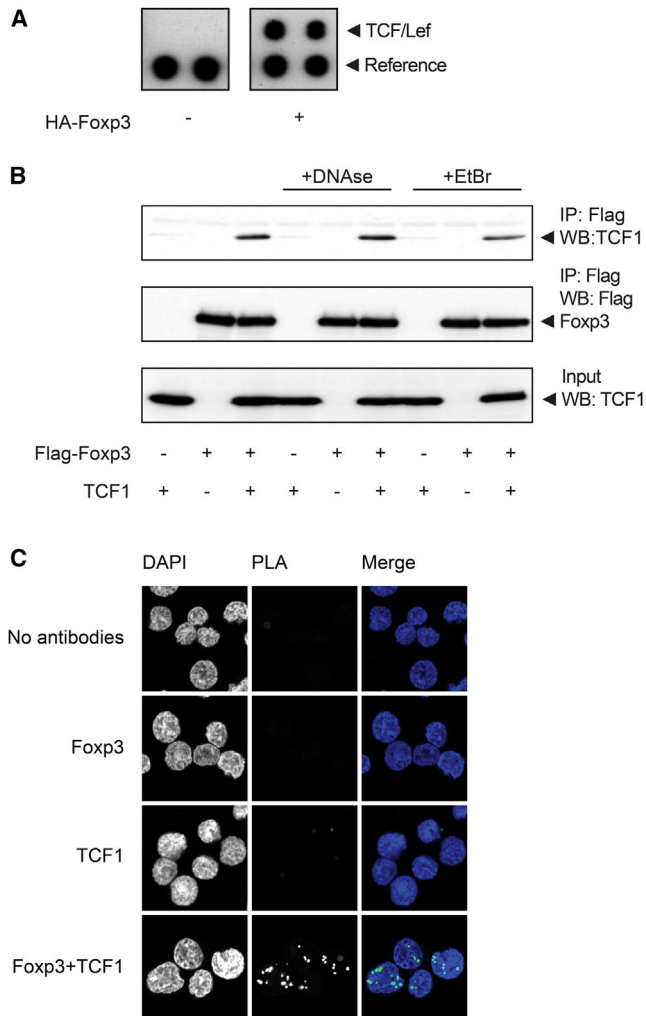 A
◄ TCF/Lef
◄ Reference
HA-Foxp3 - +
B
+DNAse +EtBr
IP: Flag
◄ WB:TCF1
IP: Flag
WB: Flag
◄ Foxp3
Input
◄ WB: TCF1
Flag-Foxp3 - + + - + + - + +
TCF1 + - + + - + + - +
C
DAPI PLA Merge
No antibodies
Foxp3
TCF1
Foxp3+TCF1